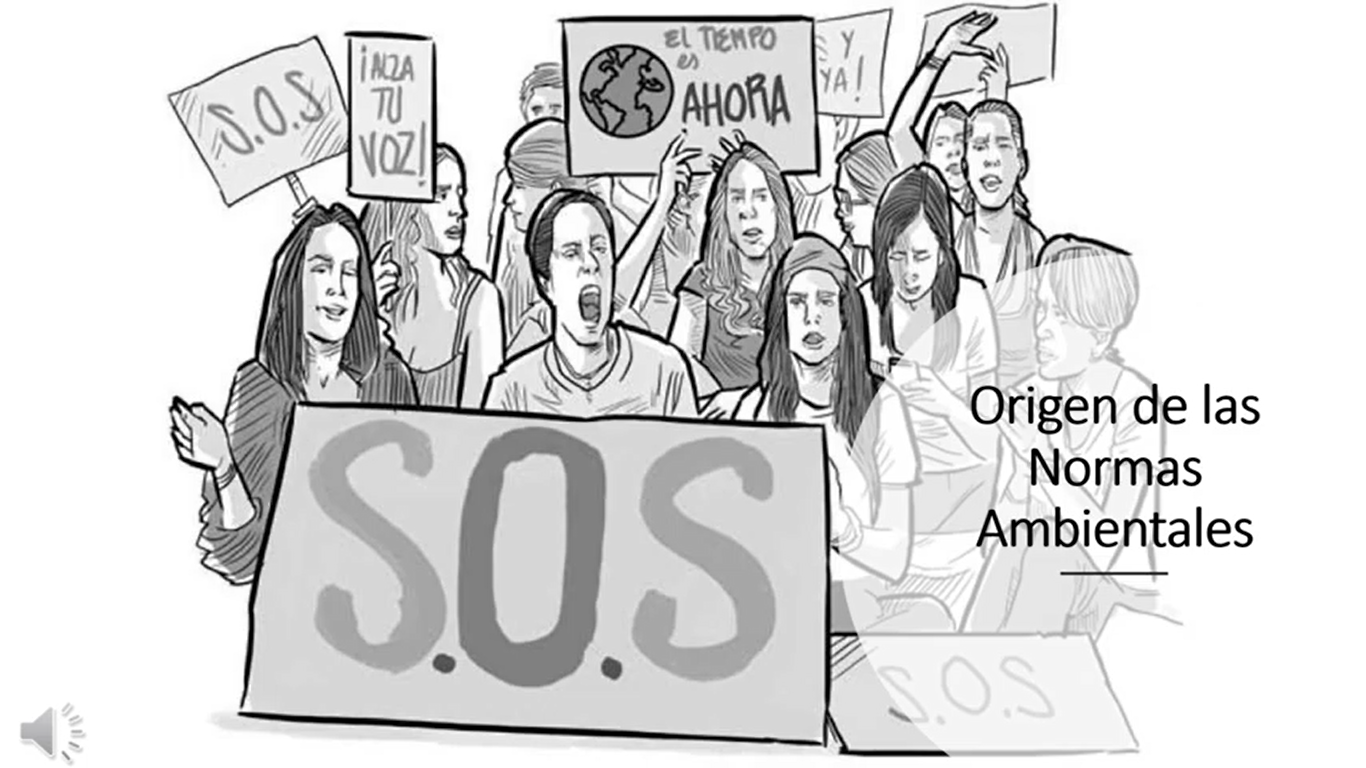 S.O.S
¡ALZA
TU
VOZ!
EL TIEMPO
es
AHORA
Y
YA!
S.O.S
Origen de las
Normas
Ambientales
S.O.S